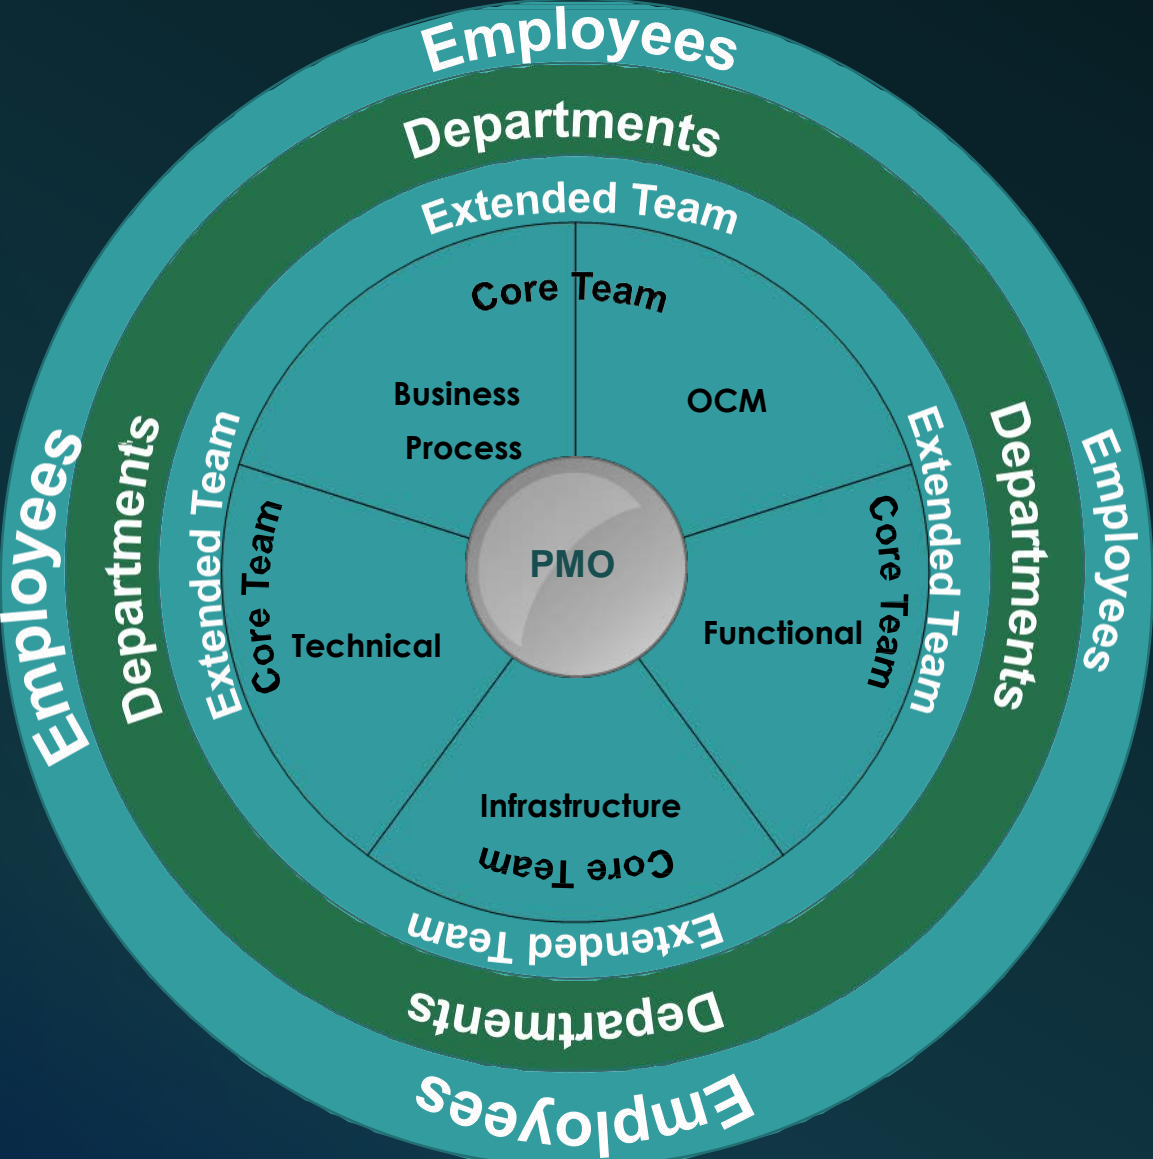 Employees
Departments
Extended Team
Core Team
Business
Process
OCM
Employees
Departments
Extended Team
Core Team
Technical
PMO
Functional
Core Team
Extended Team
Departments
Employees
Infrastructure
Core Team
Extended Team
Departments
Employees